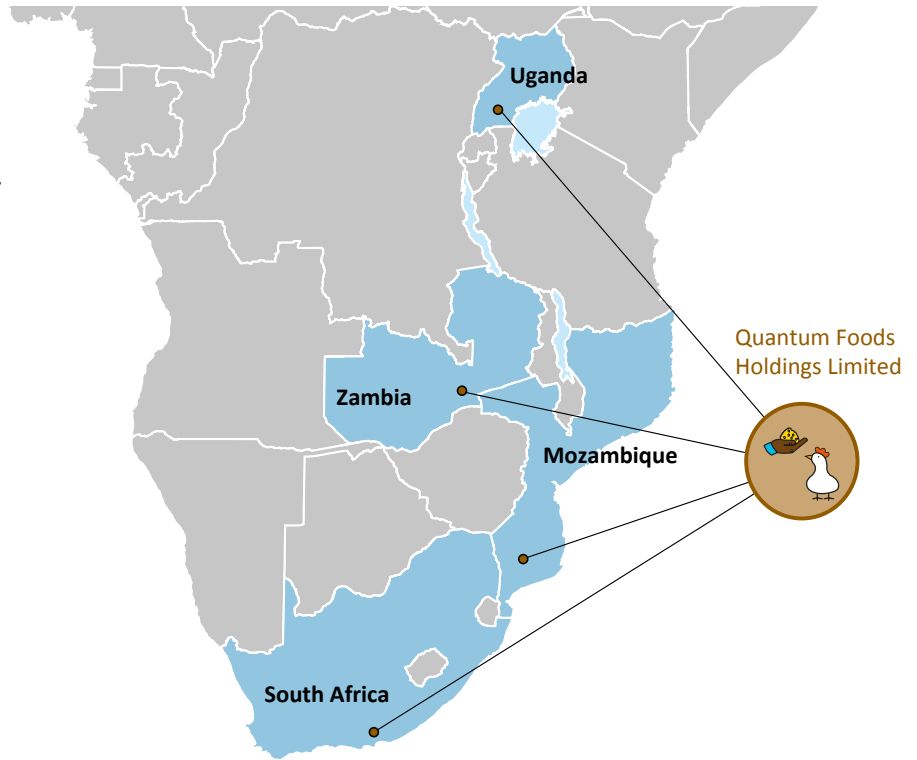 Uganda
Quantum Foods
Holdings Limited
Zambia
Mozambique
South Africa